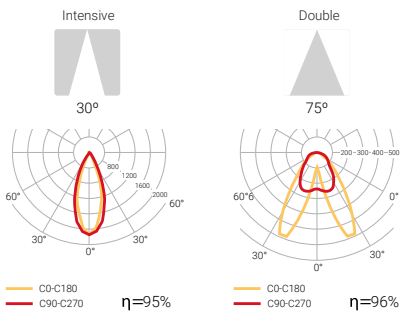 Intensive
30º
800
1200
1600
2000
60°
60°
30°
30°
0°
C0-C180
C90-C270
η=95%
Double
75º
200-300-400-500
60°6
0°
30°
30°
0°
C0-C180
C90-C270
η=96%